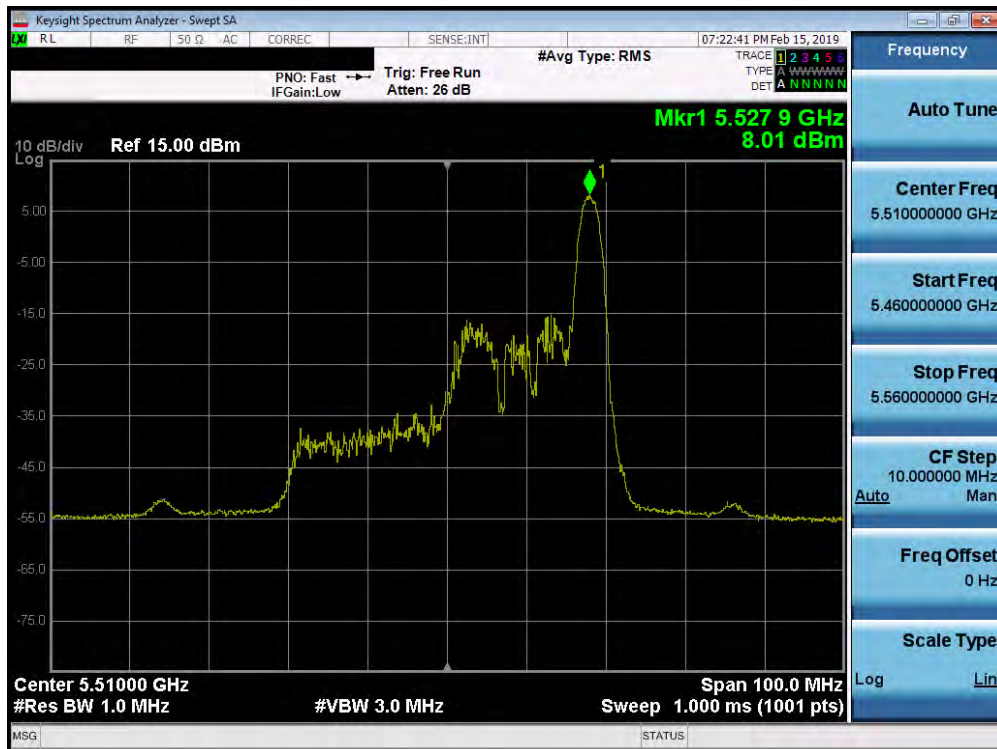 Keysight Spectrum Analyzer - Swept SA
LXI RL RF 50 Ω AC CORREC SENSE:INT 07:22:41 PM Feb 15, 2019
#Avg Type: RMS TRACE 1 2 3 4 5 6
PNO: Fast Trig: Free Run TYPE A WWWWW
IFGain:Low Atten: 26 dB DET A N N N N N
Mkr1 5.527 9 GHz
8.01 dBm
10 dB/div Ref 15.00 dBm
Log
1
5.00
-5.00
-15.0
-25.0
-35.0
-45.0
-55.0
-65.0
-75.0
Center 5.51000 GHz Span 100.0 MHz
#Res BW 1.0 MHz #VBW 3.0 MHz Sweep 1.000 ms (1001 pts)
MSG STATUS
Frequency
Auto Tune
Center Freq
5.510000000 GHz
Start Freq
5.460000000 GHz
Stop Freq
5.560000000 GHz
CF Step
10.000000 MHz
Auto Man
Freq Offset
0 Hz
Scale Type
Log Lin